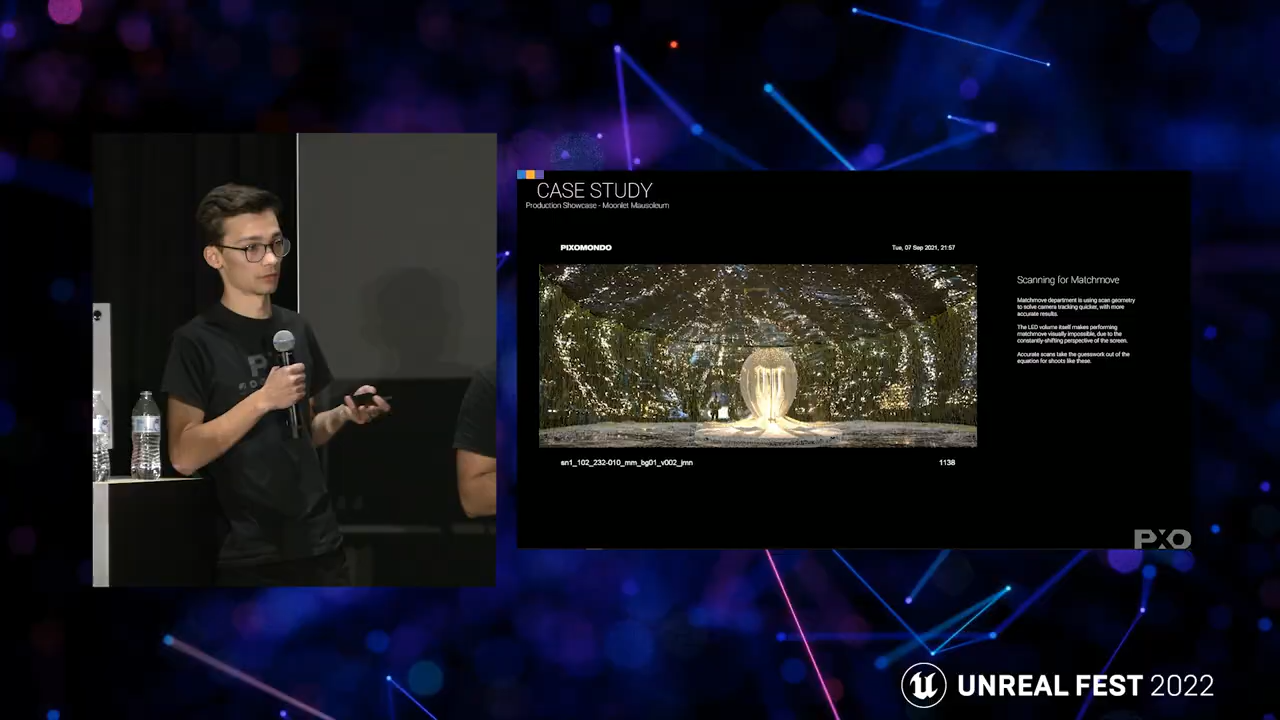 CASE STUDY
Production Showcase - Moonlet Mausoleum
PIXOMONDO
Tue, 07 Sep 2021, 21:57
Scanning for Matchmove
Matchmove department is using scan geometry
to solve camera tracking quicker, with more
accurate results.
The LED volume itself makes performing
matchmove visually impossible, due to the
constantly-shifting perspective of the screen.
Accurate scans take the guesswork out of the
equation for shoots like these.
sn1_102_232-010_mm_bg01_v002_jmn
1138
PXO
UNREAL FEST 2022